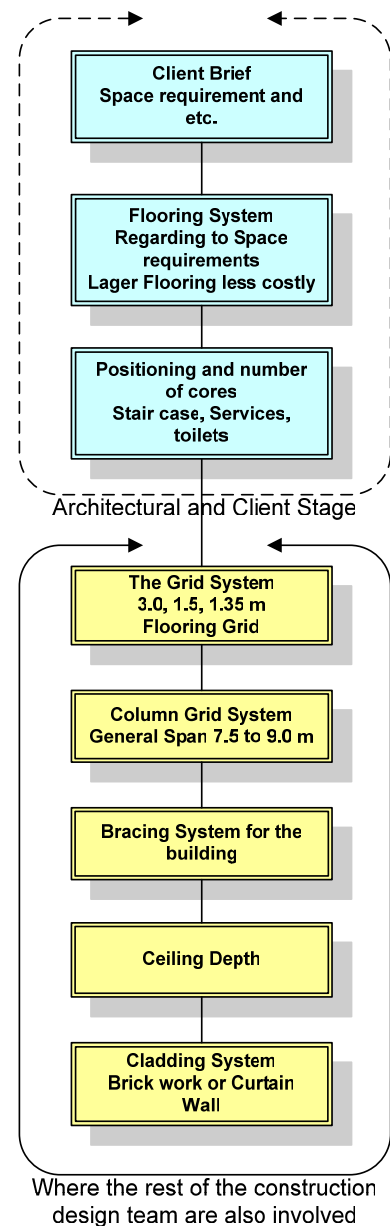 Client Brief
Space requirement and
etc.
Flooring System
Regarding to Space
requirements
Lager Flooring less costly
Positioning and number
of cores
Stair case, Services,
toilets
Architectural and Client Stage
The Grid System
3.0, 1.5, 1.35 m
Flooring Grid
Column Grid System
General Span 7.5 to 9.0 m
Bracing System for the
building
Ceiling Depth
Cladding System
Brick work or Curtain
Wall
Where the rest of the construction
design team are also involved